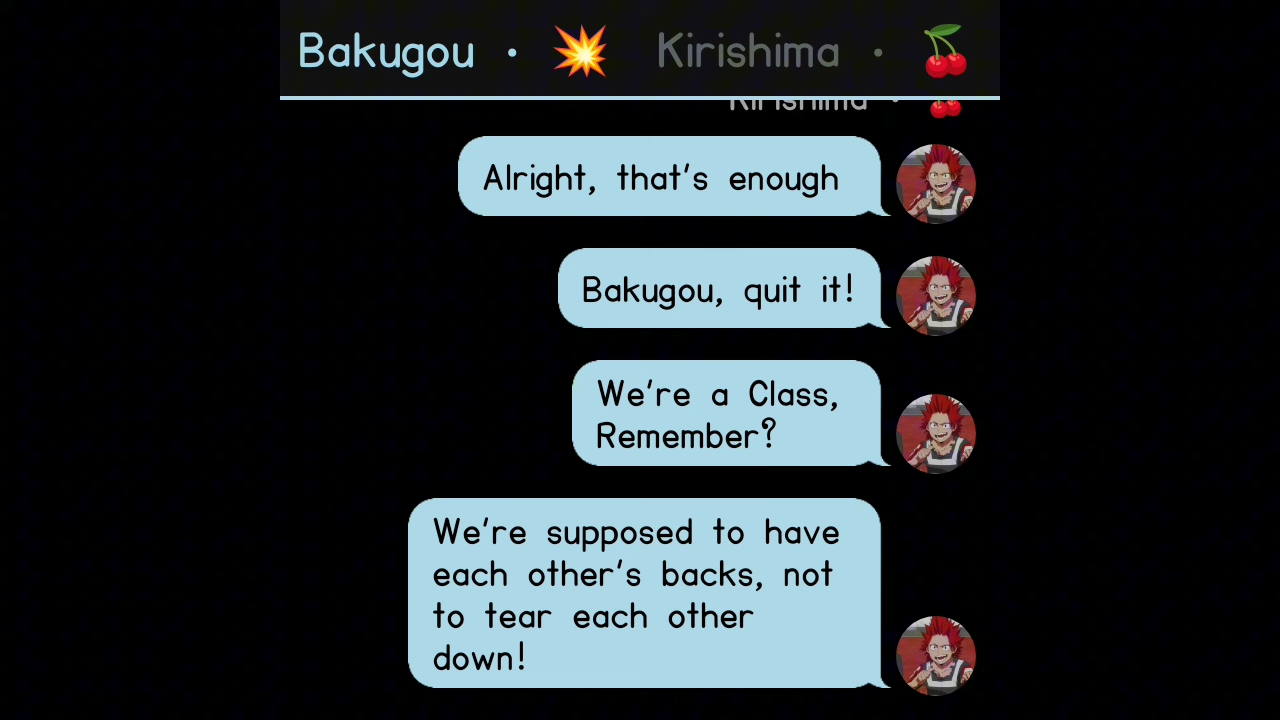 Bakugou • 💥 Kirishima • 🍒
Kirishima • 🍒
Alright, that's enough
Bakugou, quit it!
We're a Class,
Remember?
We're supposed to have
each other's backs, not
to tear each other
down!